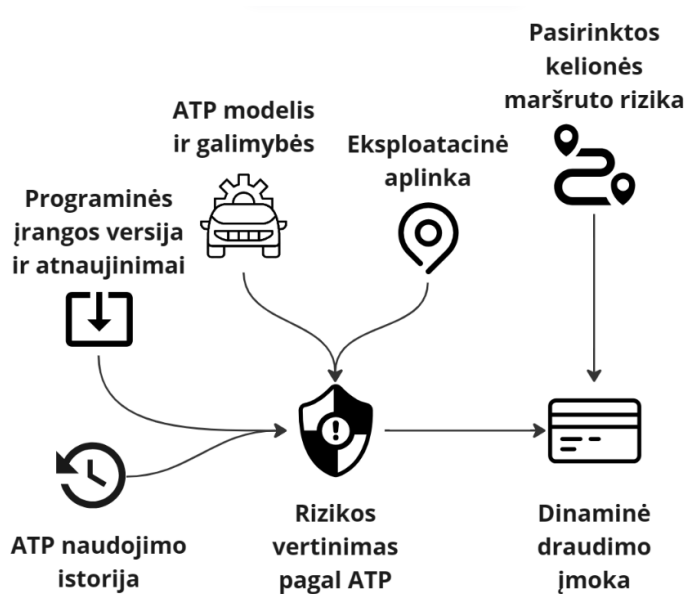 Pasirinktos
kelionės
maršruto rizika
ATP modelis
ir galimybės
Eksploatacinė
aplinka
Programinės
įrangos versija
ir atnaujinimai
ATP naudojimo
istorija
Rizikos
vertinimas
pagal ATP
Dinaminė
draudimo
įmoka